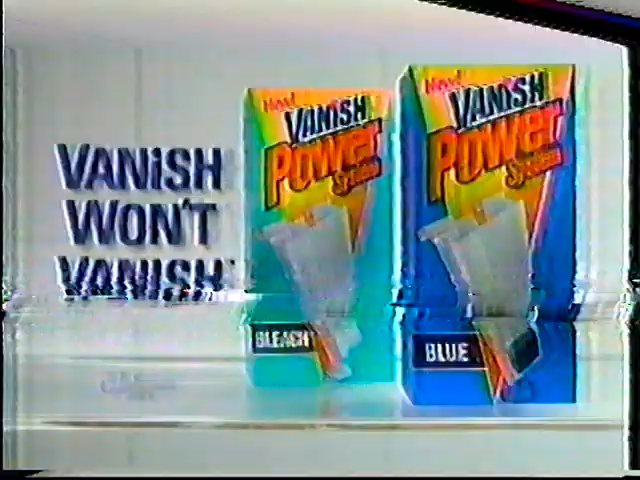 VANiSH
WON'T
VANiSH
New!
VANiSH
Power
System
BLEACH
New!
VANiSH
Power
System
BLUE